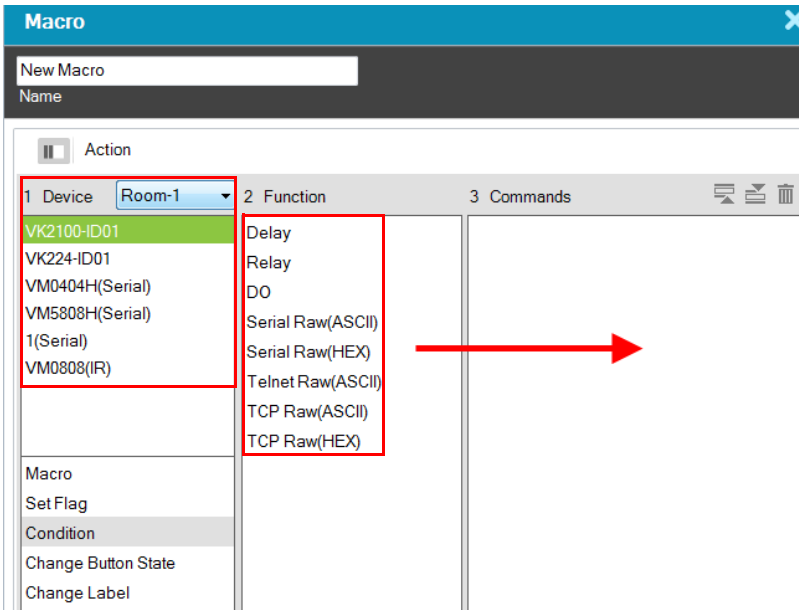 Macro
New Macro
Name
Action
1 Device Room-1 2 Function 3 Commands
VK2100-ID01
VK224-ID01
VM0404H(Serial)
VM5808H(Serial)
1(Serial)
VM0808(IR)
Delay
Relay
DO
Serial Raw(ASCII)
Serial Raw(HEX)
Telnet Raw(ASCII)
TCP Raw(ASCII)
TCP Raw(HEX)
Macro
Set Flag
Condition
Change Button State
Change Label